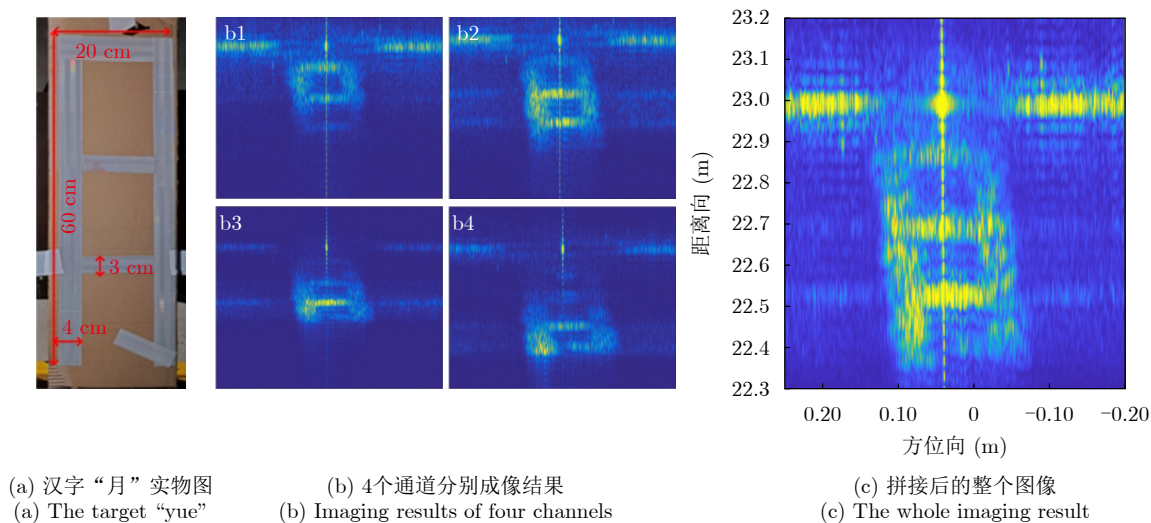 20 cm
60 cm
3 cm
4 cm
b1
b2
b3
b4
23.2
23.1
23.0
22.9
22.8
22.7
22.6
22.5
22.4
22.3
距离向 (m)
0.20
0.10
0
−0.10
−0.20
方位向 (m)
(a) 汉字“月”实物图
(a) The target “yue”
(b) 4个通道分别成像结果
(b) Imaging results of four channels
(c) 拼接后的整个图像
(c) The whole imaging result